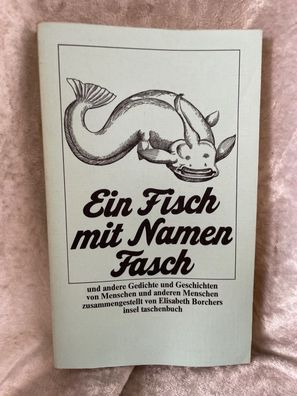 Ein Fisch
mit Namen
Fasch
und andere Gedichte und Geschichten
von Menschen und anderen Menschen
zusammengestellt von Elisabeth Borchers
insel taschenbuch